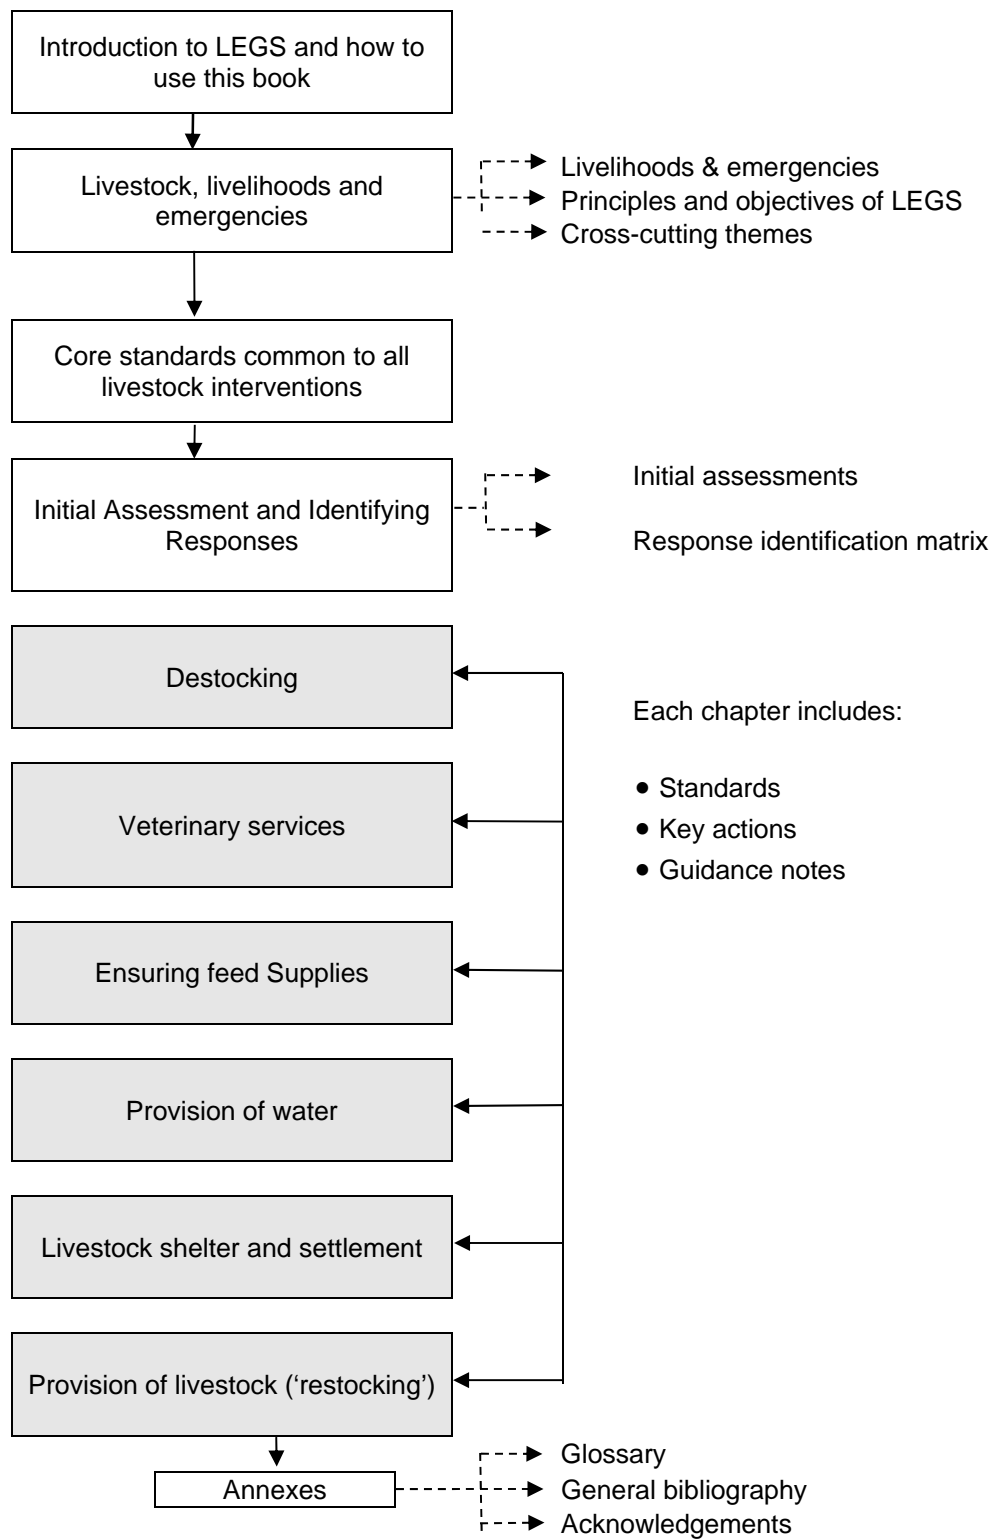 Introduction to LEGS and how to
use this book
Livestock, livelihoods and
emergencies
Livelihoods & emergencies
Principles and objectives of LEGS
Cross-cutting themes
Core standards common to all
livestock interventions
Initial Assessment and Identifying
Responses
Initial assessments
Response identification matrix
Destocking
Each chapter includes:
• Standards
• Key actions
• Guidance notes
Veterinary services
Ensuring feed Supplies
Provision of water
Livestock shelter and settlement
Provision of livestock (‘restocking’)
Annexes
Glossary
General bibliography
Acknowledgements